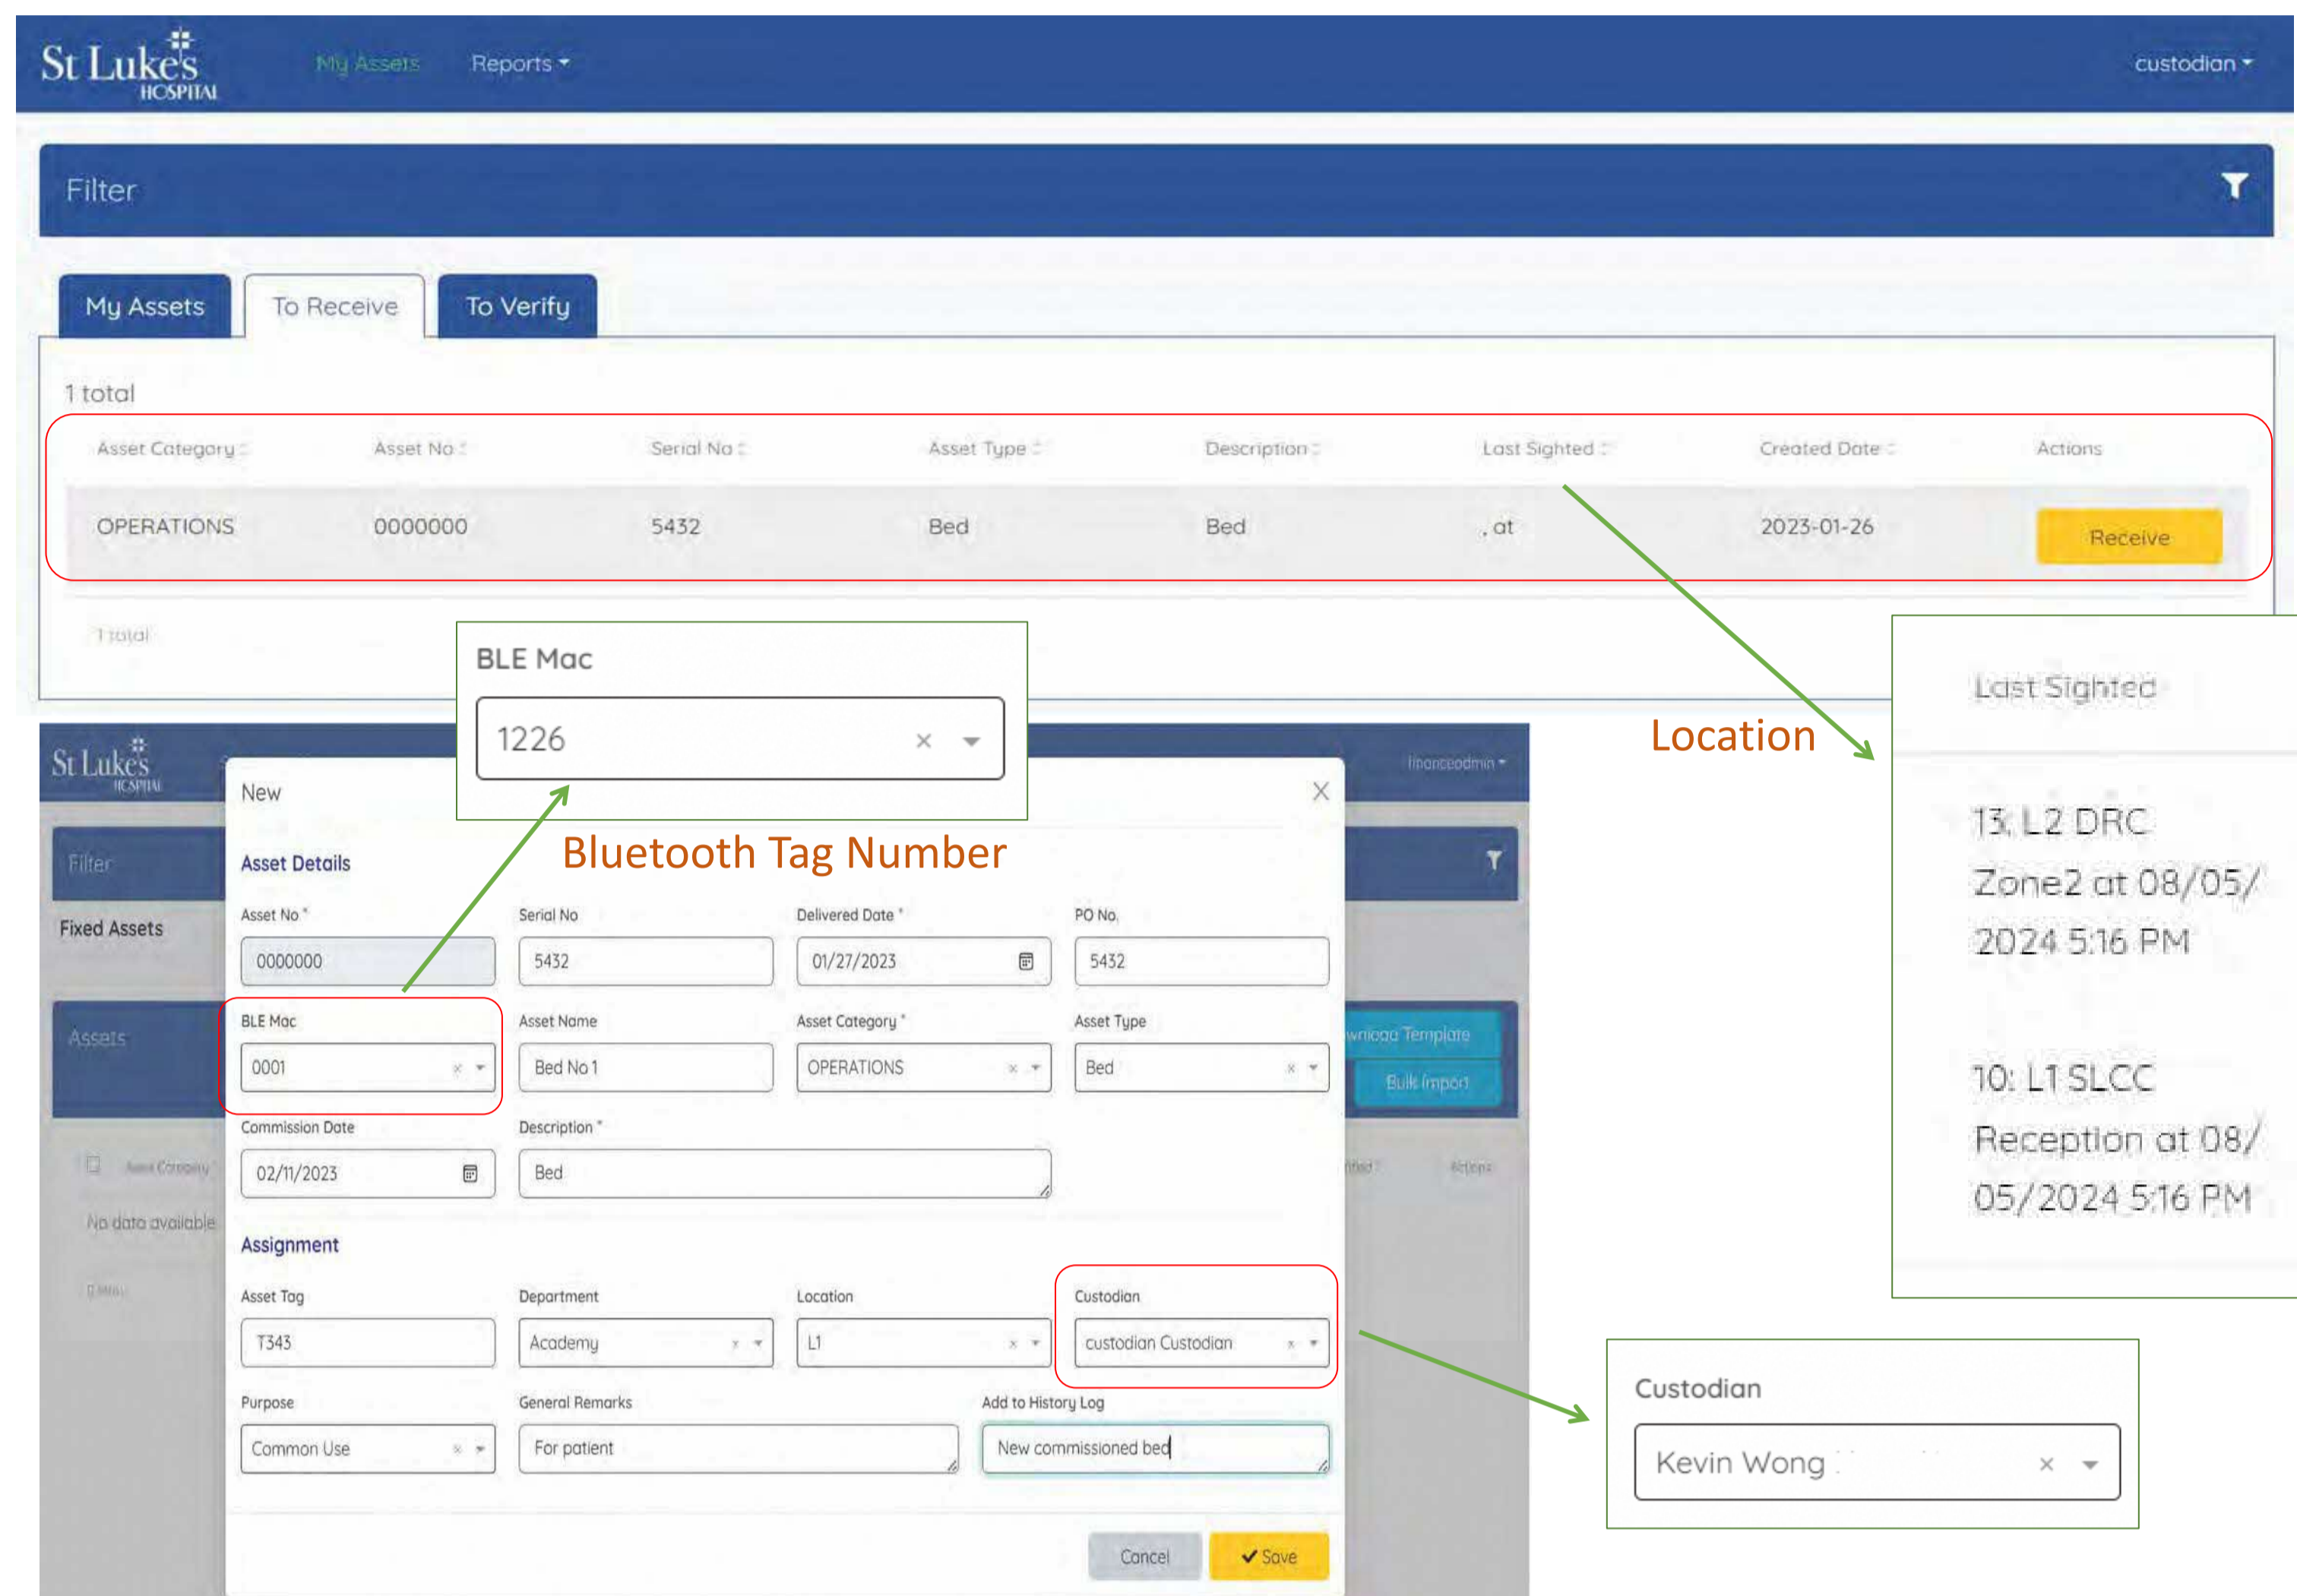 St Luke's
HOSPITAL
My Assets
Reports
custodian
Filter
My Assets
To Receive
To Verify
1 total
Asset Category
Asset No
Serial No
Asset Type
Description
Last Sighted
Created Date
Actions
OPERATIONS
0000000
5432
Bed
Bed
, at
2023-01-26
Receive
1 total
BLE Mac
1226
Bluetooth Tag Number
Location
Last Sighted
13: L2 DRC
Zone2 at 08/05/
2024 5:16 PM
10: L1 SLCC
Reception at 08/
05/2024 5:16 PM
St Luke's
HOSPITAL
financeadmin
Filter
Fixed Assets
Assets
wnload Template
Bulk Import
Actions
No data available
New
X
Asset Details
Asset No *
Serial No
Delivered Date *
PO No.
0000000
5432
01/27/2023
5432
BLE Mac
Asset Name
Asset Category *
Asset Type
0001
Bed No 1
OPERATIONS
Bed
Commission Date
Description *
02/11/2023
Bed
Assignment
Asset Tag
Department
Location
Custodian
T343
Academy
L1
custodian Custodian
Purpose
General Remarks
Add to History Log
Common Use
For patient
New commissioned bed
Cancel
Save
Custodian
Kevin Wong